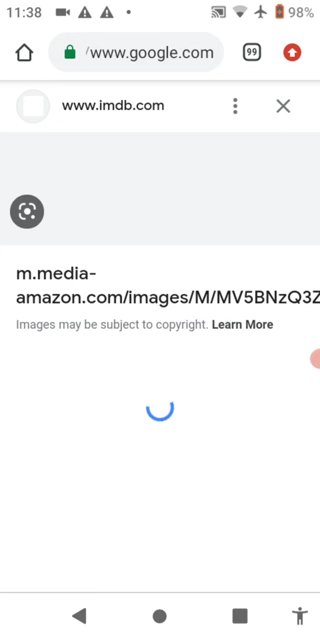 11:38
98%
/www.google.com
99
www.imdb.com
m.media-
amazon.com/images/M/MV5BNzQ3Z
Images may be subject to copyright. Learn More